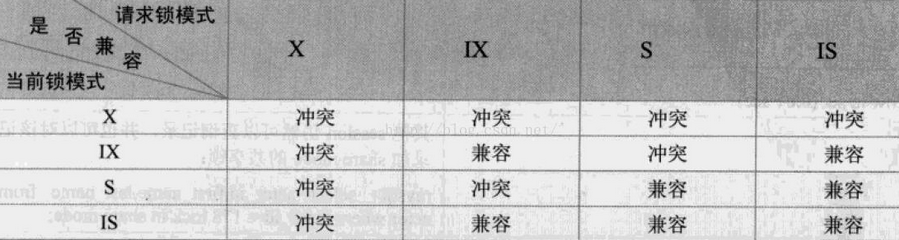 请求锁模式
是否兼容
当前锁模式
X IX S IS
X 冲突 冲突 冲突 冲突
IX 冲突 兼容 冲突 兼容
S 冲突 冲突 兼容 兼容
IS 冲突 兼容 兼容 兼容